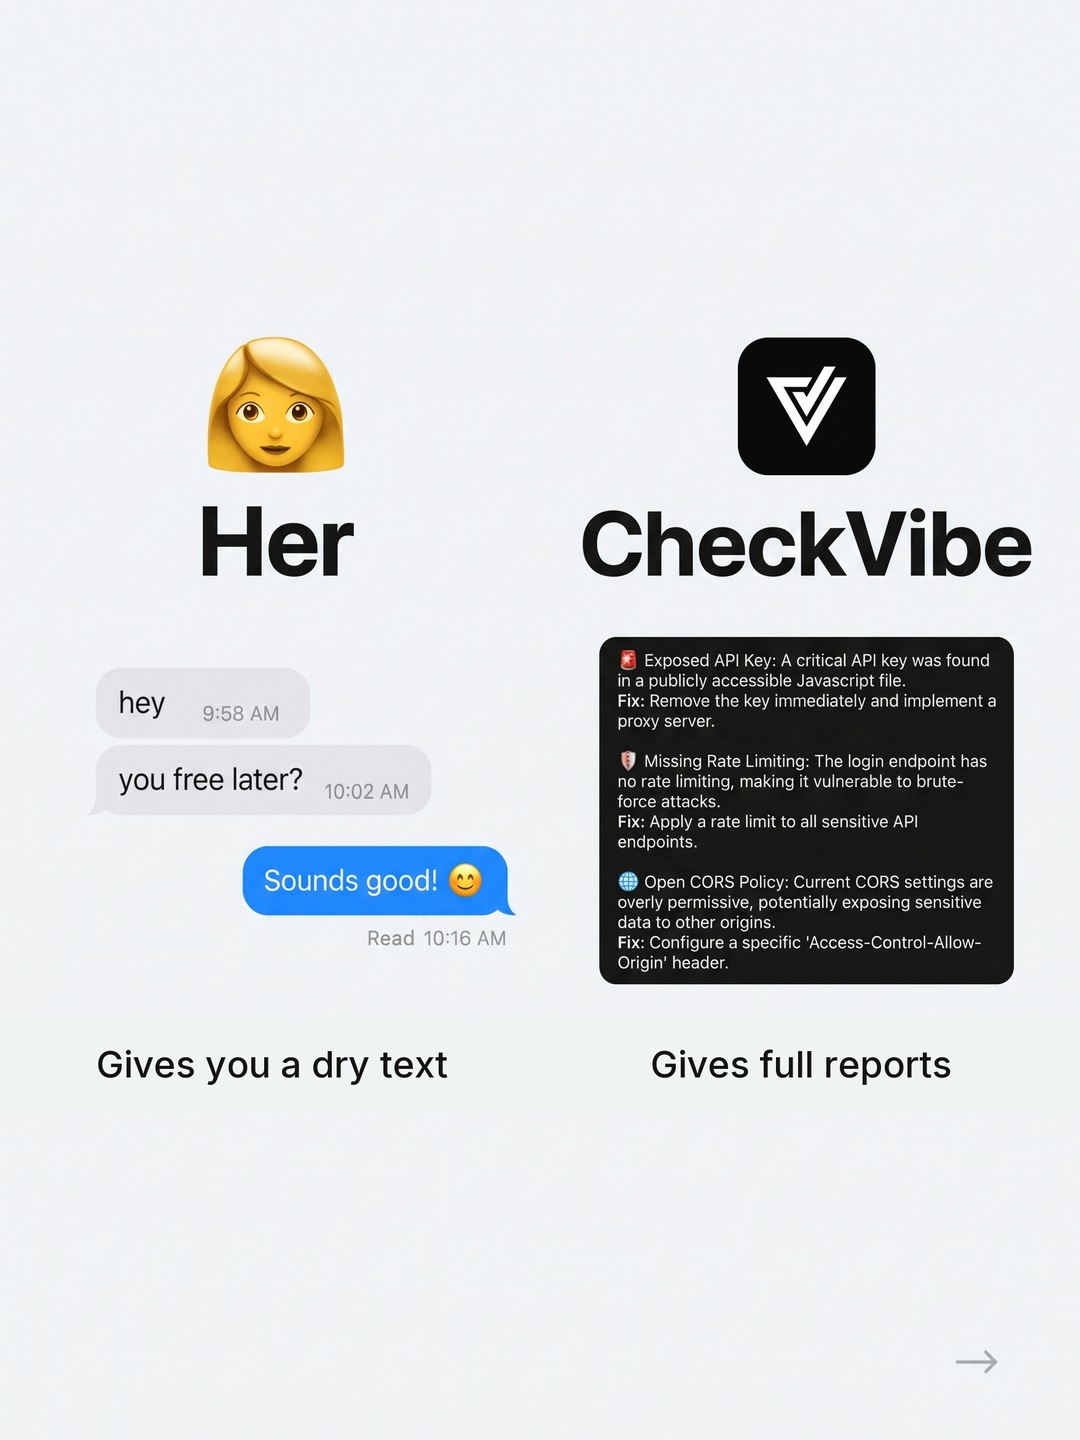 Her
hey
9:58 AM
you free later?
10:02 AM
Sounds good! 😊
Read 10:16 AM
Gives you a dry text
CheckVibe
🚨 Exposed API Key: A critical API key was found
in a publicly accessible Javascript file.
Fix: Remove the key immediately and implement a
proxy server.
🛡️ Missing Rate Limiting: The login endpoint has
no rate limiting, making it vulnerable to brute-
force attacks.
Fix: Apply a rate limit to all sensitive API
endpoints.
🌐 Open CORS Policy: Current CORS settings are
overly permissive, potentially exposing sensitive
data to other origins.
Fix: Configure a specific 'Access-Control-Allow-
Origin' header.
Gives full reports
→